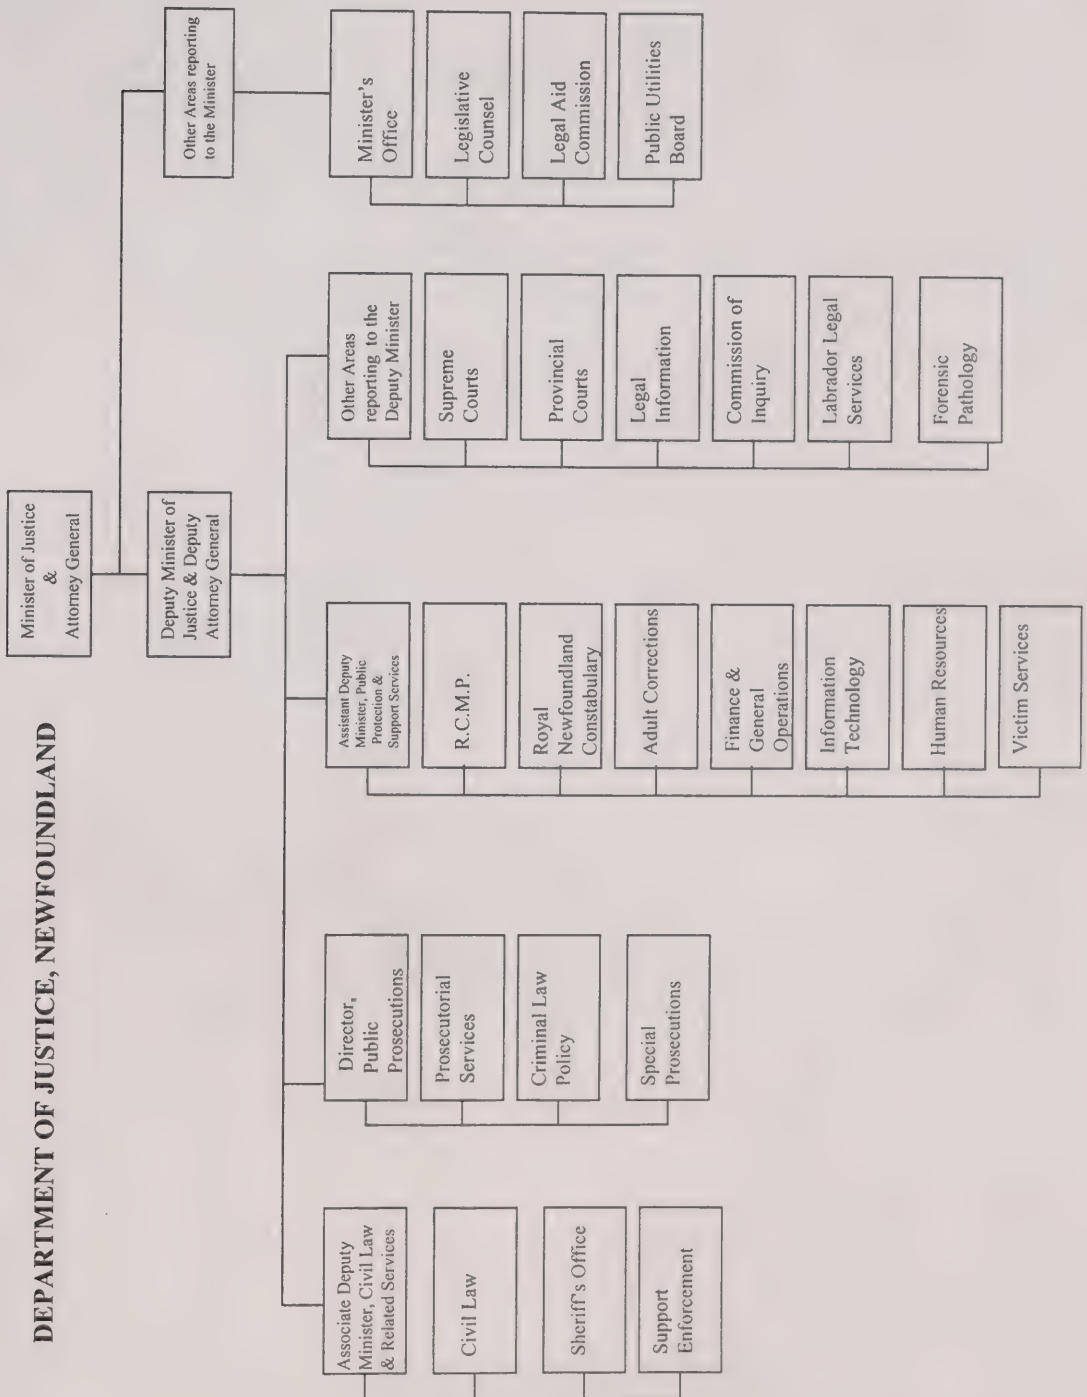 DEPARTMENT OF JUSTICE, NEWFOUNDLAND
Minister of Justice
&
Attorney General
Deputy Minister of
Justice & Deputy
Attorney General
Other Areas reporting
to the Minister
Associate Deputy
Minister, Civil Law
& Related Services
Civil Law
Sheriff's Office
Support
Enforcement
Director,
Public
Prosecutions
Prosecutorial
Services
Criminal Law
Policy
Special
Prosecutions
Assistant Deputy
Minister, Public
Protection &
Support Services
R.C.M.P.
Royal
Newfoundland
Constabulary
Adult Corrections
Finance &
General
Operations
Information
Technology
Human Resources
Victim Services
Other Areas
reporting to the
Deputy Minister
Supreme
Courts
Provincial
Courts
Legal
Information
Commission of
Inquiry
Labrador Legal
Services
Forensic
Pathology
Minister's
Office
Legislative
Counsel
Legal Aid
Commission
Public Utilities
Board